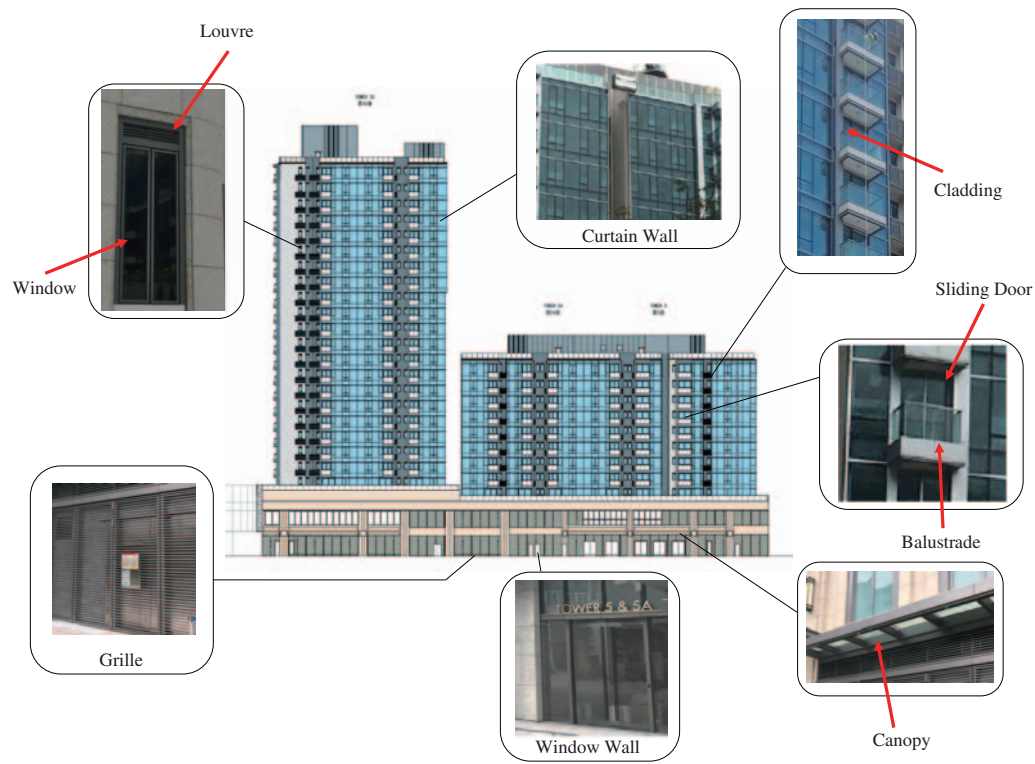 Louvre
Window
Curtain Wall
Cladding
Sliding Door
Balustrade
Grille
TOWER 5 & 5A
Window Wall
Canopy